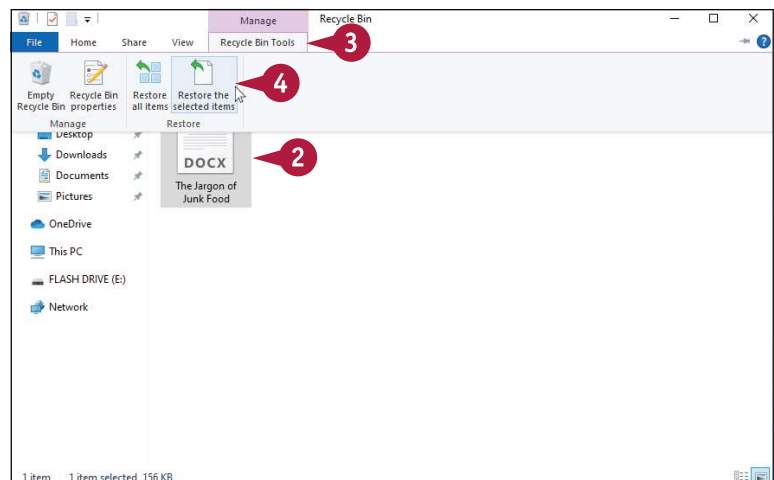 Manage Recycle Bin
File Home Share View Recycle Bin Tools
3
Empty Recycle Bin
Recycle Bin properties
Restore all items
Restore the selected items
4
Manage Restore
Desktop
Downloads
Documents
Pictures
OneDrive
This PC
FLASH DRIVE (E:)
Network
DOCX
2
The Jargon of
Junk Food
1 item 1 item selected 156 KB